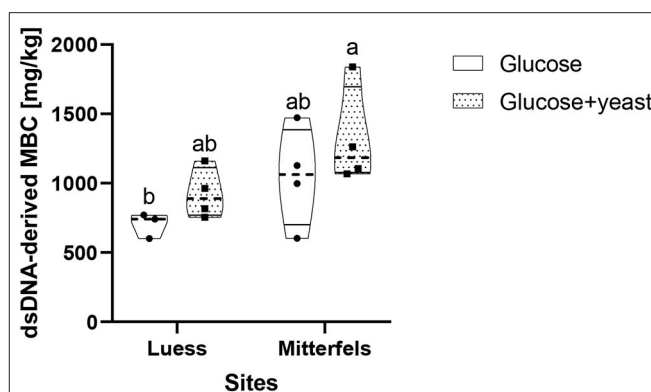 dsDNA-derived MBC [mg/kg]
2000
1500
1000
500
0
b
ab
ab
a
Luess
Mitterfels
Sites
Glucose
Glucose+yeast